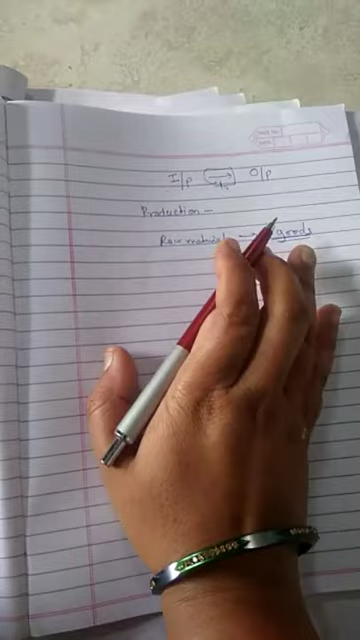 I/p → O/p
Production -
Raw material goods